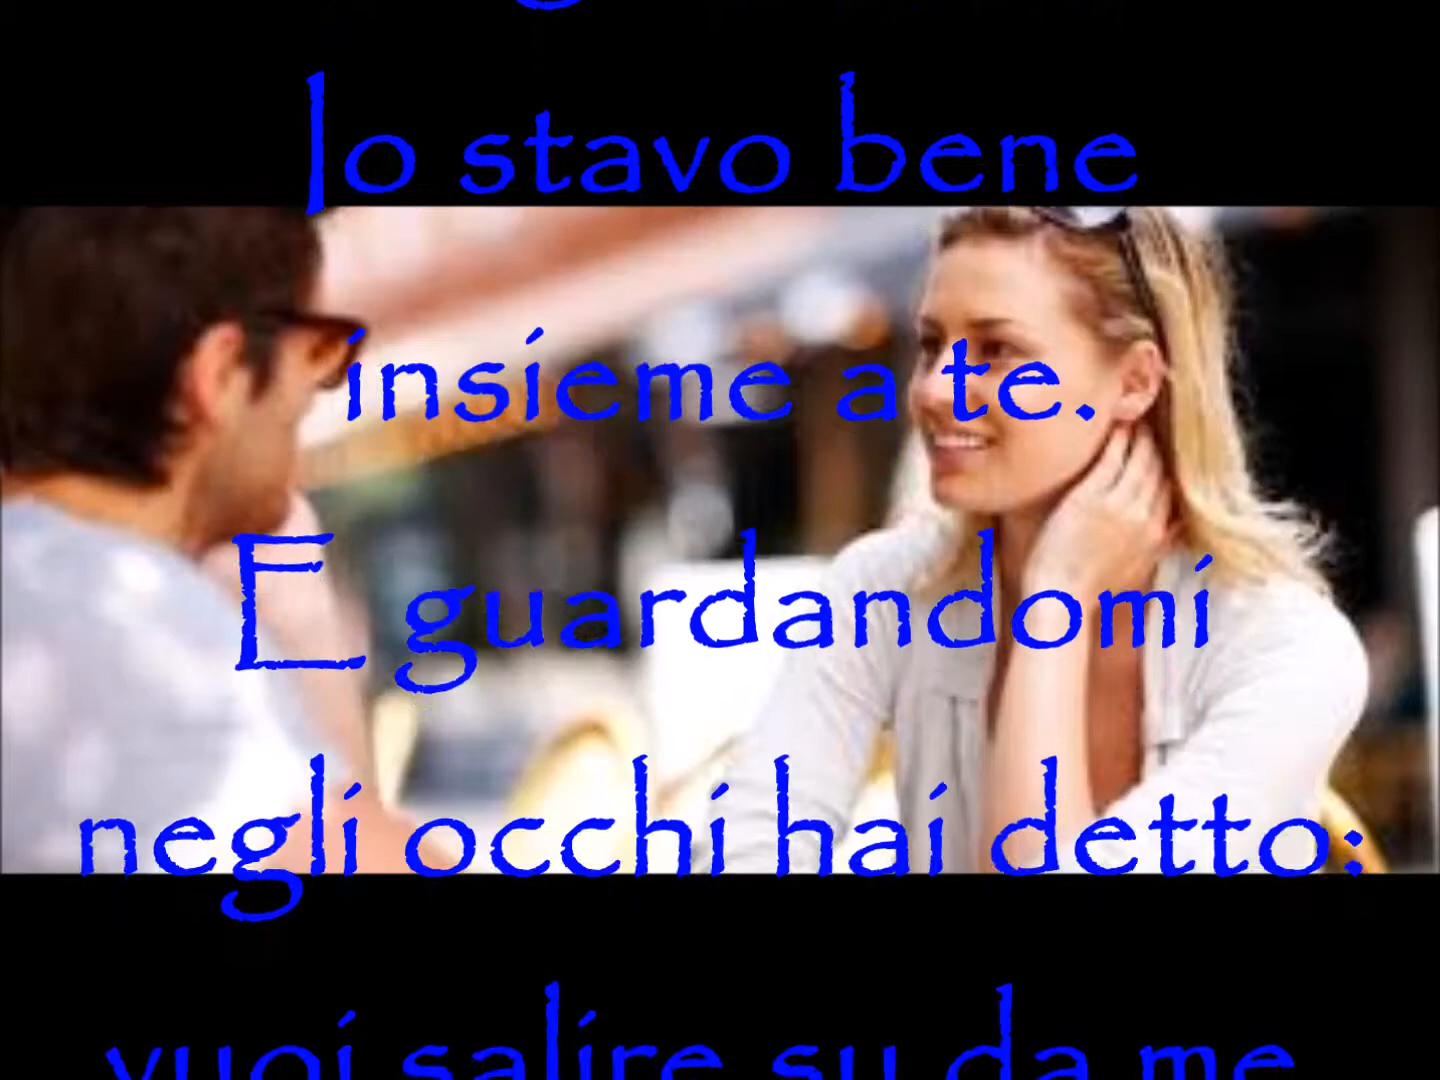 Io stavo bene
insieme a te.
E guardandomi
negli occhi hai detto:
vuoi salire su da me